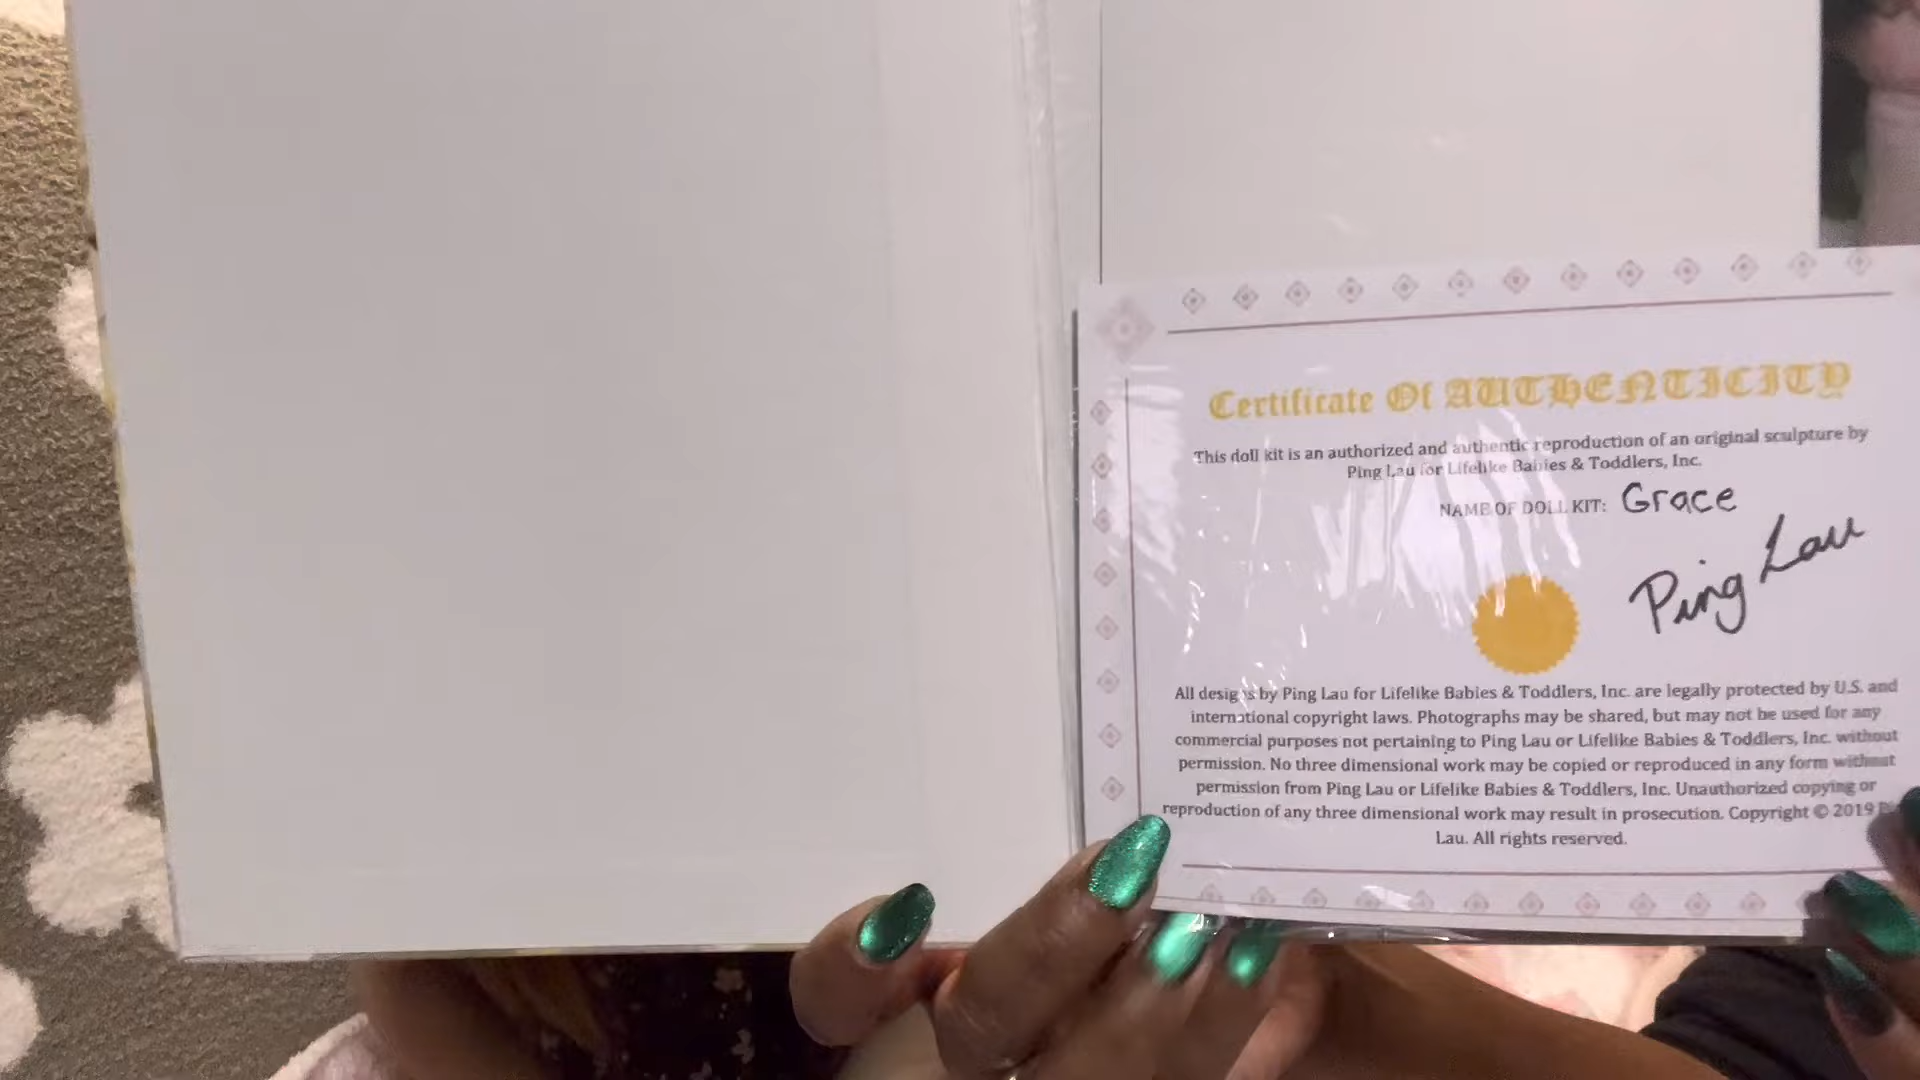 Certificate Of AUTHENTICITY
This doll kit is an authorized and authentic reproduction of an original sculpture by
Ping Lau for Lifelike Babies & Toddlers, Inc.
NAME OF DOLL KIT: Grace
Ping Lau
All designs by Ping Lau for Lifelike Babies & Toddlers, Inc. are legally protected by U.S. and
international copyright laws. Photographs may be shared, but may not be used for any
commercial purposes not pertaining to Ping Lau or Lifelike Babies & Toddlers, Inc. without
permission. No three dimensional work may be copied or reproduced in any form without
permission from Ping Lau or Lifelike Babies & Toddlers, Inc. Unauthorized copying or
reproduction of any three dimensional work may result in prosecution. Copyright © 2019
Lau. All rights reserved.